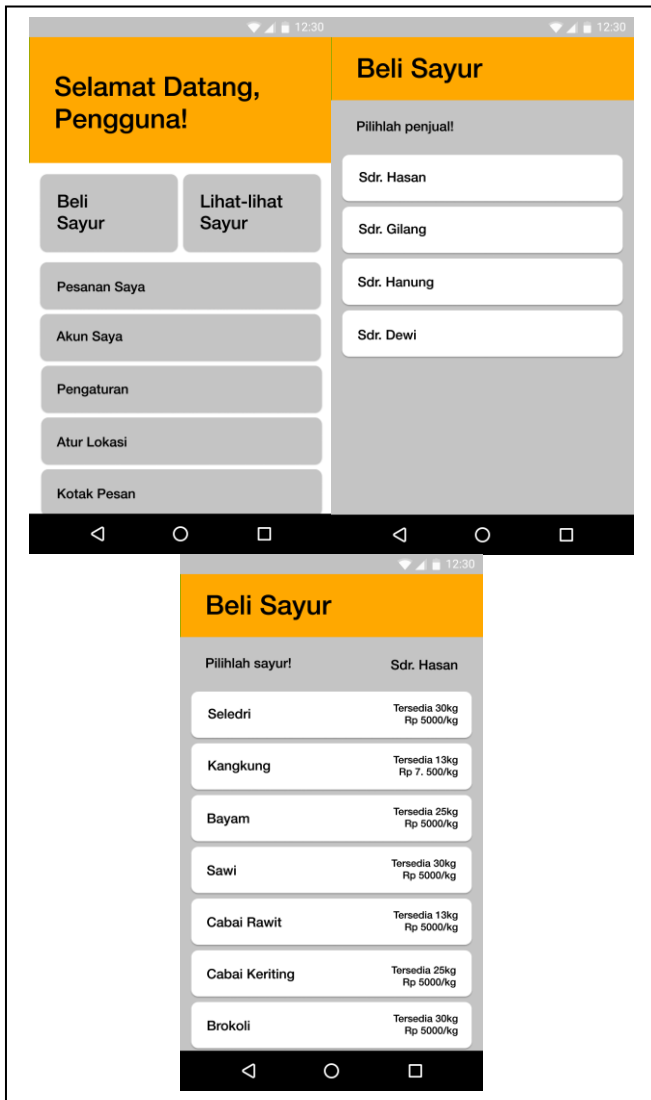 12:30
Selamat Datang,
Pengguna!
Beli
Sayur
Lihat-lihat
Sayur
Pesanan Saya
Akun Saya
Pengaturan
Atur Lokasi
Kotak Pesan
12:30
Beli Sayur
Pilihlah penjual!
Sdr. Hasan
Sdr. Gilang
Sdr. Hanung
Sdr. Dewi
12:30
Beli Sayur
Pilihlah sayur!
Sdr. Hasan
Seledri
Tersedia 30kg
Rp 5000/kg
Kangkung
Tersedia 13kg
Rp 7. 500/kg
Bayam
Tersedia 25kg
Rp 5000/kg
Sawi
Tersedia 30kg
Rp 5000/kg
Cabai Rawit
Tersedia 13kg
Rp 5000/kg
Cabai Keriting
Tersedia 25kg
Rp 5000/kg
Brokoli
Tersedia 30kg
Rp 5000/kg